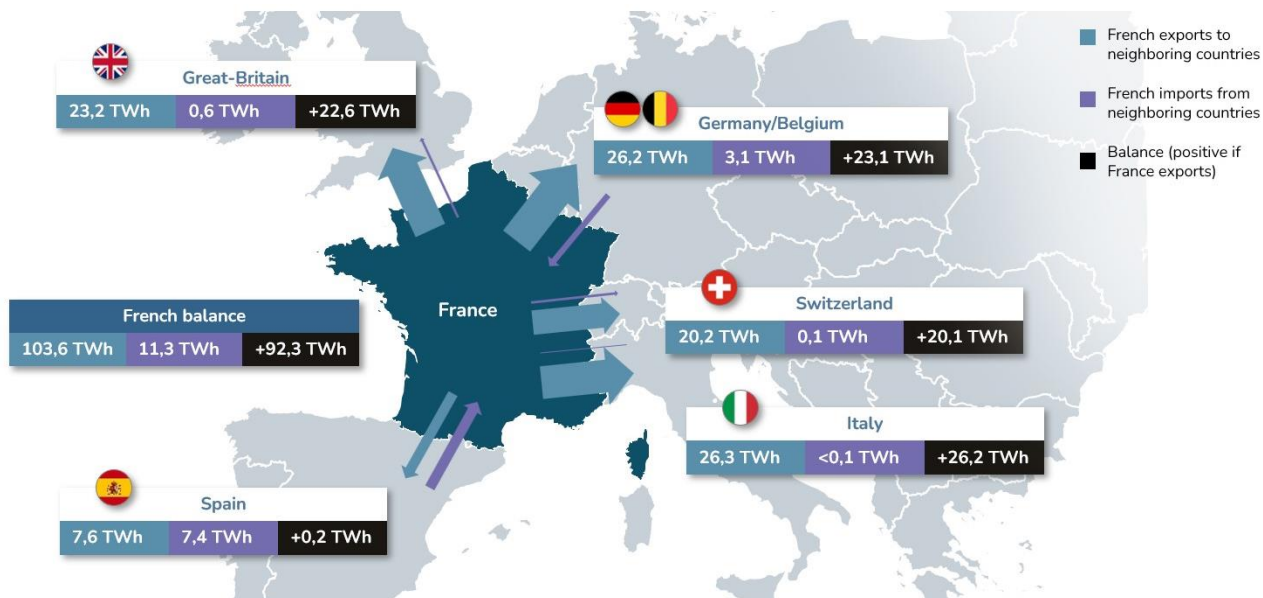 French exports to
neighboring countries
French imports from
neighboring countries
Balance (positive if
France exports)
Great-Britain
23,2 TWh 0,6 TWh +22,6 TWh
Germany/Belgium
26,2 TWh 3,1 TWh +23,1 TWh
France
Switzerland
20,2 TWh 0,1 TWh +20,1 TWh
French balance
103,6 TWh 11,3 TWh +92,3 TWh
Italy
26,3 TWh <0,1 TWh +26,2 TWh
Spain
7,6 TWh 7,4 TWh +0,2 TWh